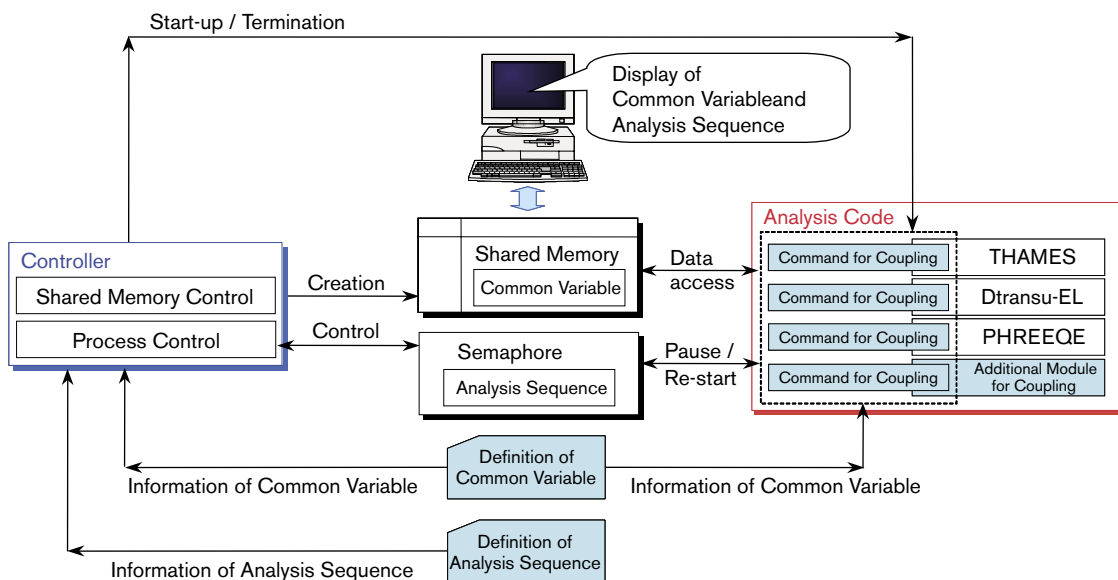 Start-up / Termination
Display of
Common Variableand
Analysis Sequence
Controller
Shared Memory Control
Process Control
Creation
Control
Shared Memory
Common Variable
Semaphore
Analysis Sequence
Data
access
Pause /
Re-start
Analysis Code
Command for Coupling
THAMES
Command for Coupling
Dtransu-EL
Command for Coupling
PHREEQE
Command for Coupling
Additional Module
for Coupling
Definition of
Common Variable
Information of Common Variable
Information of Common Variable
Definition of
Analysis Sequence
Information of Analysis Sequence